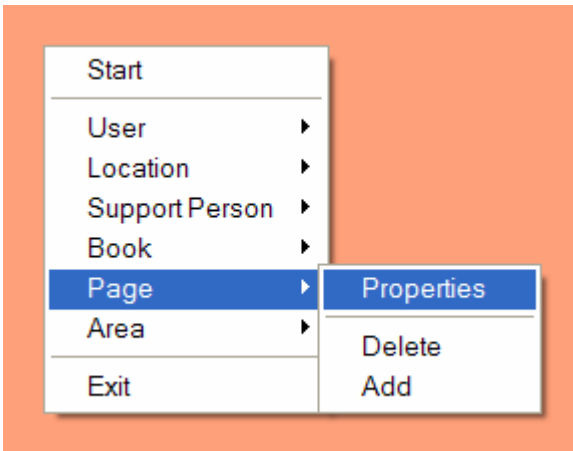 Start
User
Location
Support Person
Book
Page
Properties
Area
Delete
Exit
Add